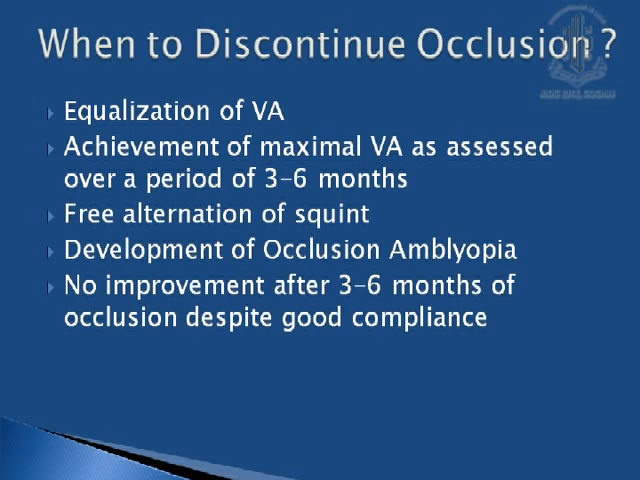 When to Discontinue Occlusion ?
Equalization of VA
Achievement of maximal VA as assessed
over a period of 3-6 months
Free alternation of squint
Development of Occlusion Amblyopia
No improvement after 3-6 months of
occlusion despite good compliance